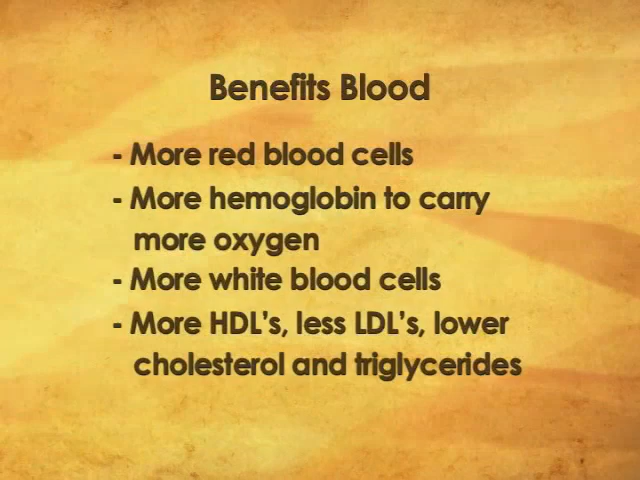 Benefits Blood
- More red blood cells
- More hemoglobin to carry
more oxygen
- More white blood cells
- More HDL's, less LDL's, lower
cholesterol and triglycerides